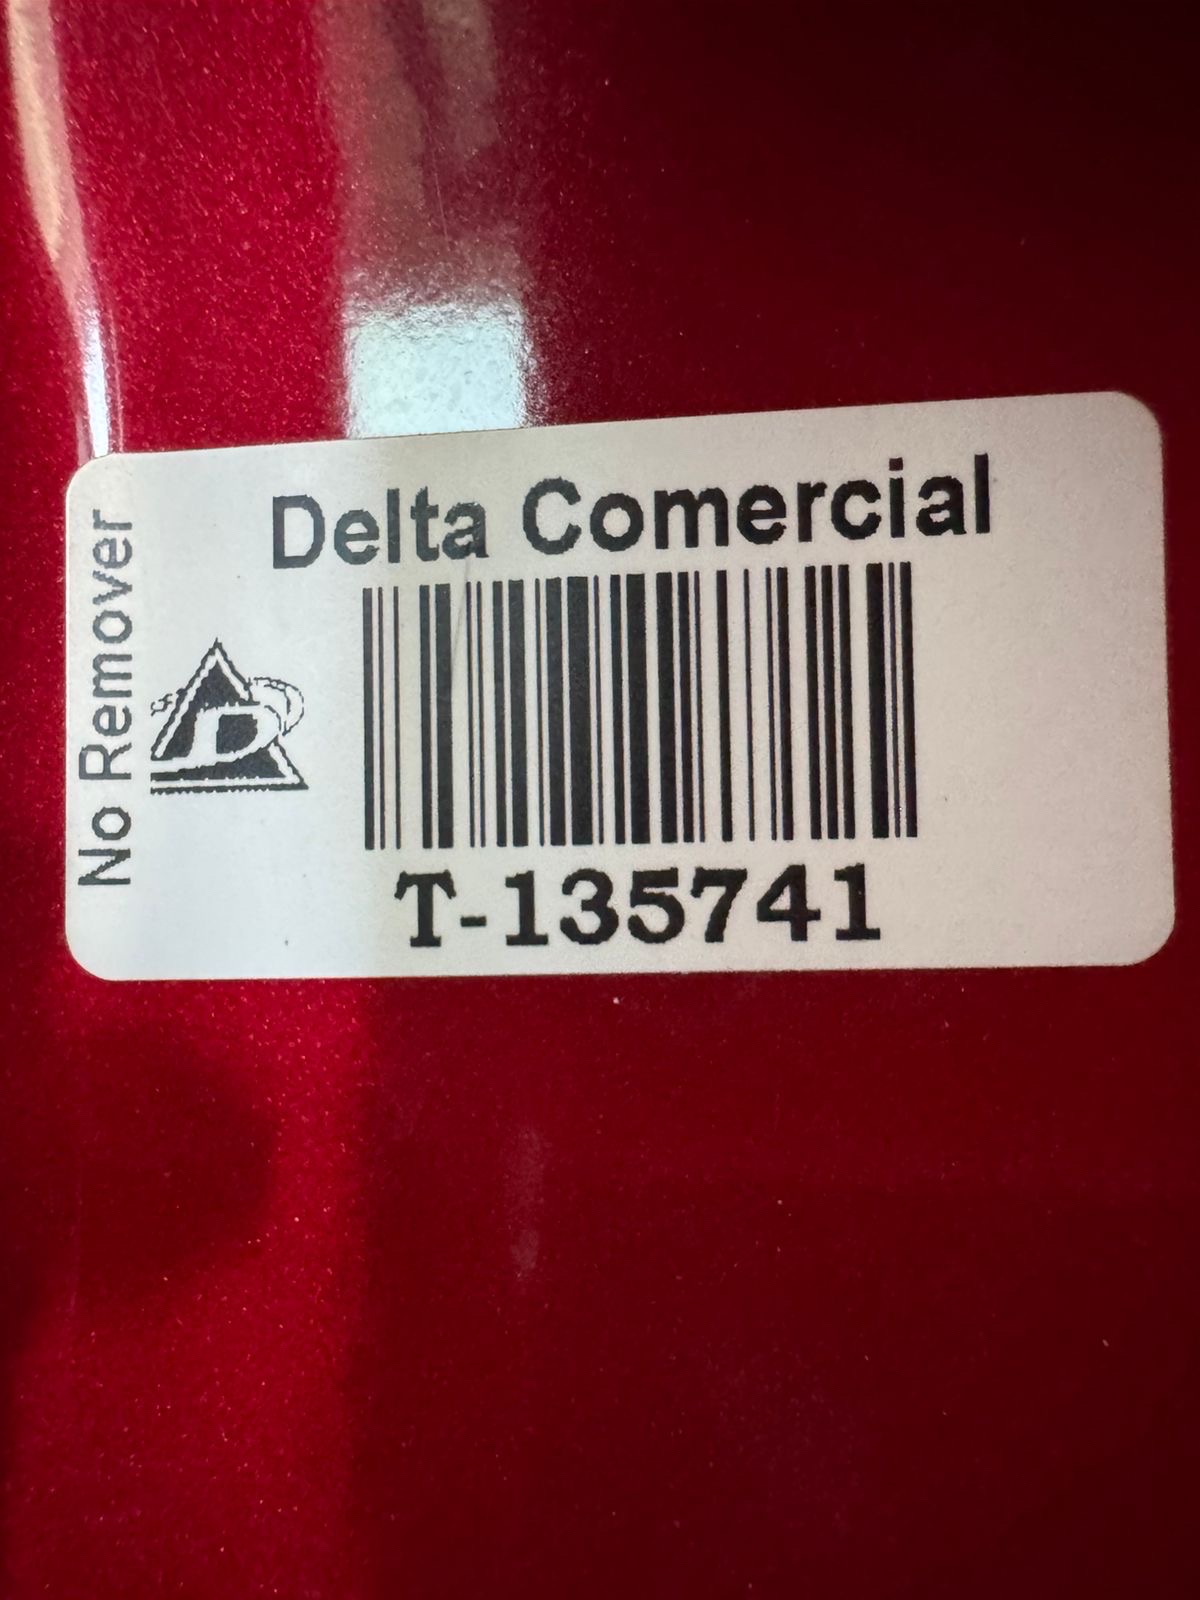 Delta Comercial
No Remover
D
T-135741